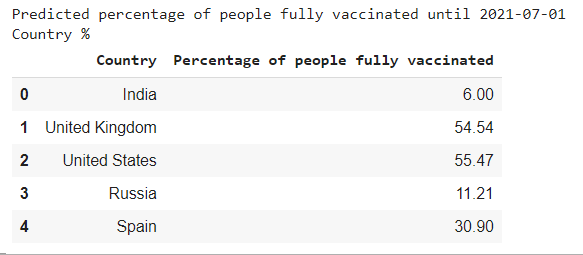 Predicted percentage of people fully vaccinated until 2021-07-01
Country %
Country Percentage of people fully vaccinated
0 India 6.00
1 United Kingdom 54.54
2 United States 55.47
3 Russia 11.21
4 Spain 30.90